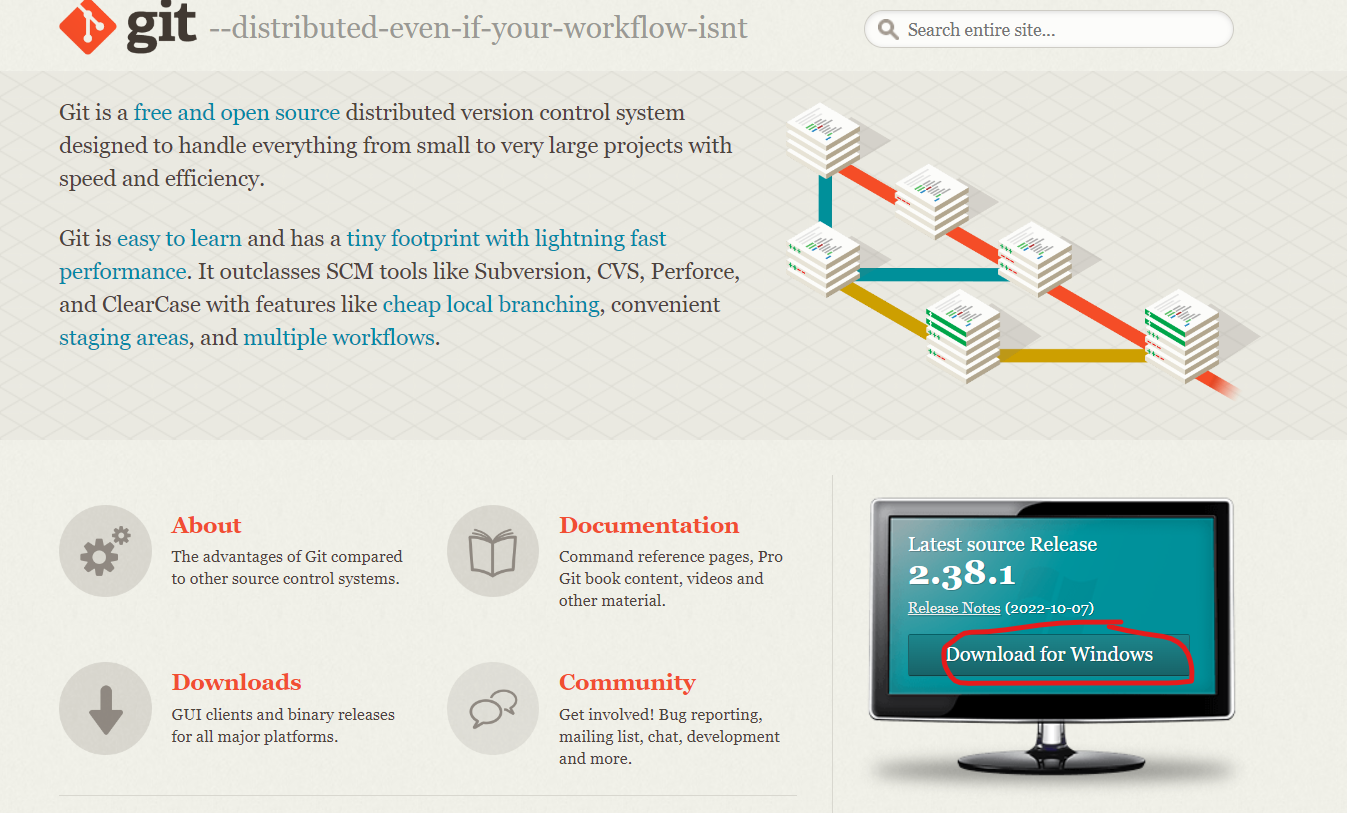 git --distributed-even-if-your-workflow-isnt
Search entire site...
Git is a free and open source distributed version control system
designed to handle everything from small to very large projects with
speed and efficiency.
Git is easy to learn and has a tiny footprint with lightning fast
performance. It outclasses SCM tools like Subversion, CVS, Perforce,
and ClearCase with features like cheap local branching, convenient
staging areas, and multiple workflows.
About
The advantages of Git compared
to other source control systems.
Documentation
Command reference pages, Pro
Git book content, videos and
other material.
Downloads
GUI clients and binary releases
for all major platforms.
Community
Get involved! Bug reporting,
mailing list, chat, development
and more.
Latest source Release
2.38.1
Release Notes (2022-10-07)
Download for Windows